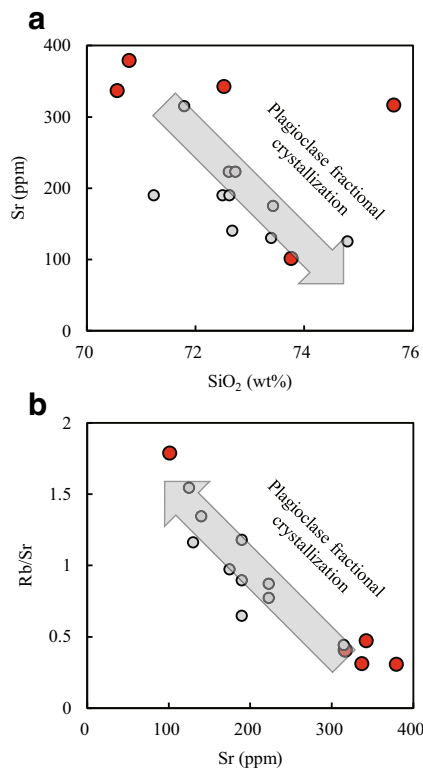 a
400
300
200
100
0
Sr (ppm)
Plagioclase fractional
crystallization
70
72
74
76
SiO₂ (wt%)
b
2
1.5
1
0.5
0
Rb/Sr
Plagioclase fractional
crystallization
0
100
200
300
400
Sr (ppm)